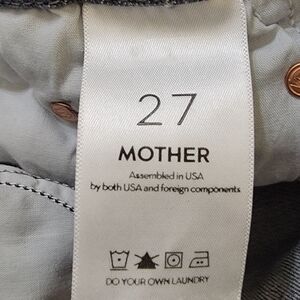 27
MOTHER
Assembled in USA
by both USA and foreign components
DO YOUR OWN LAUNDRY